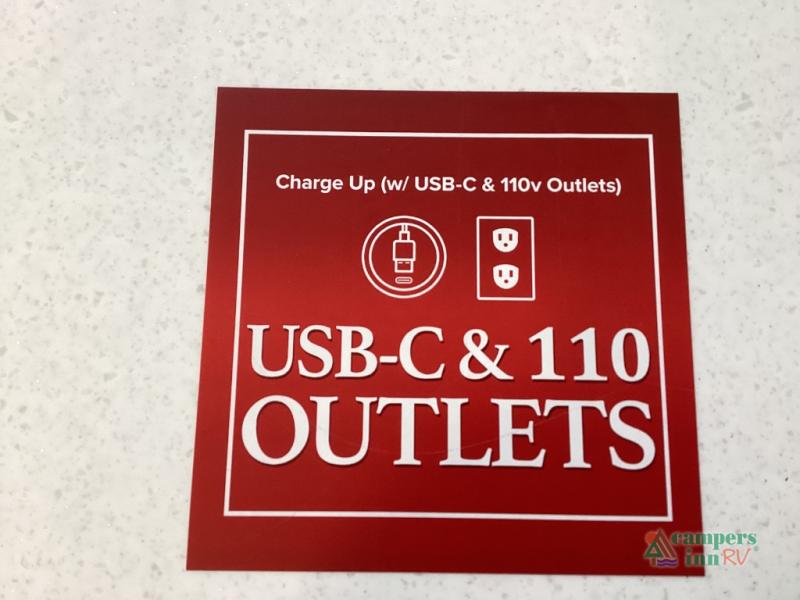 Charge Up (w/ USB-C & 110v Outlets)
USB-C & 110
OUTLETS
campers
inn RV